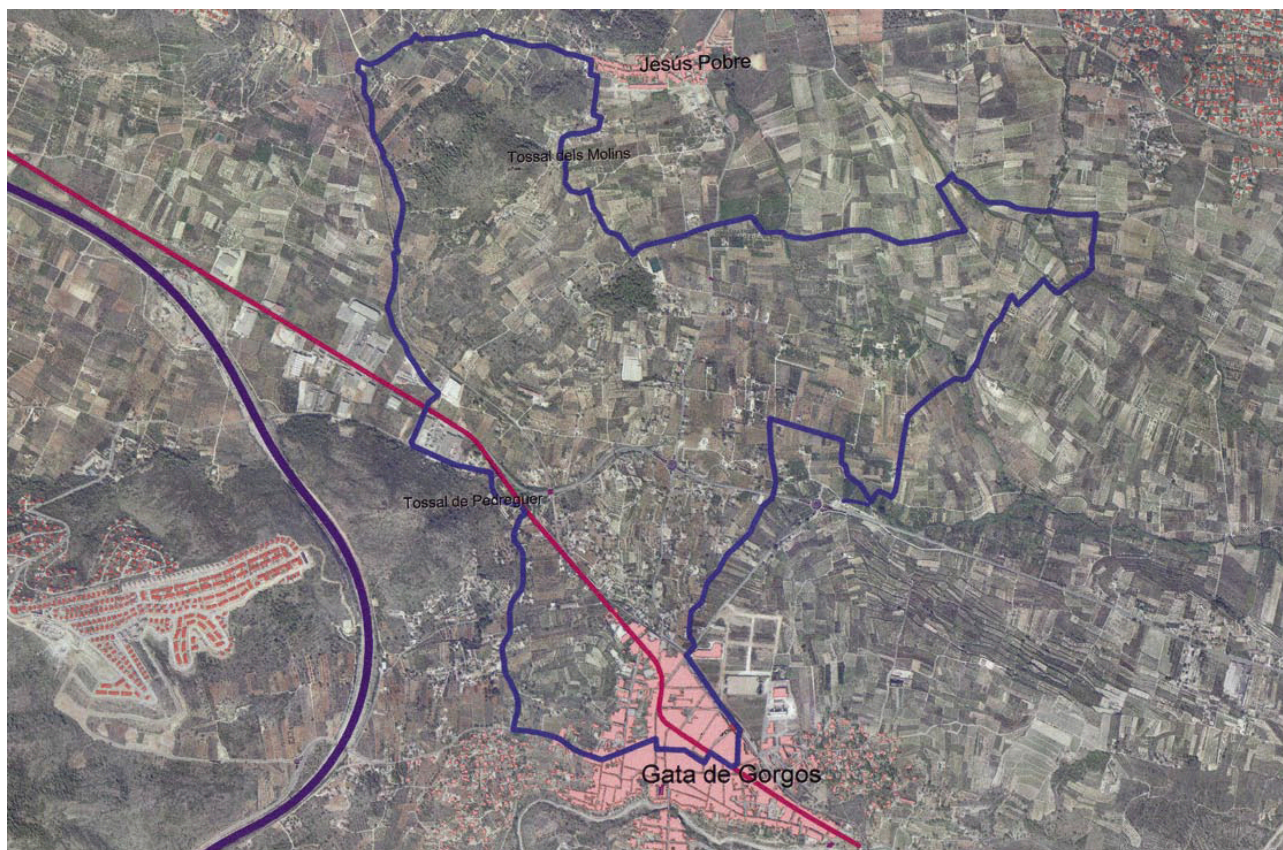 Jesús Pobre
Tossal dels Molins
Tossal de Pedreguer
Gata de Gorgos